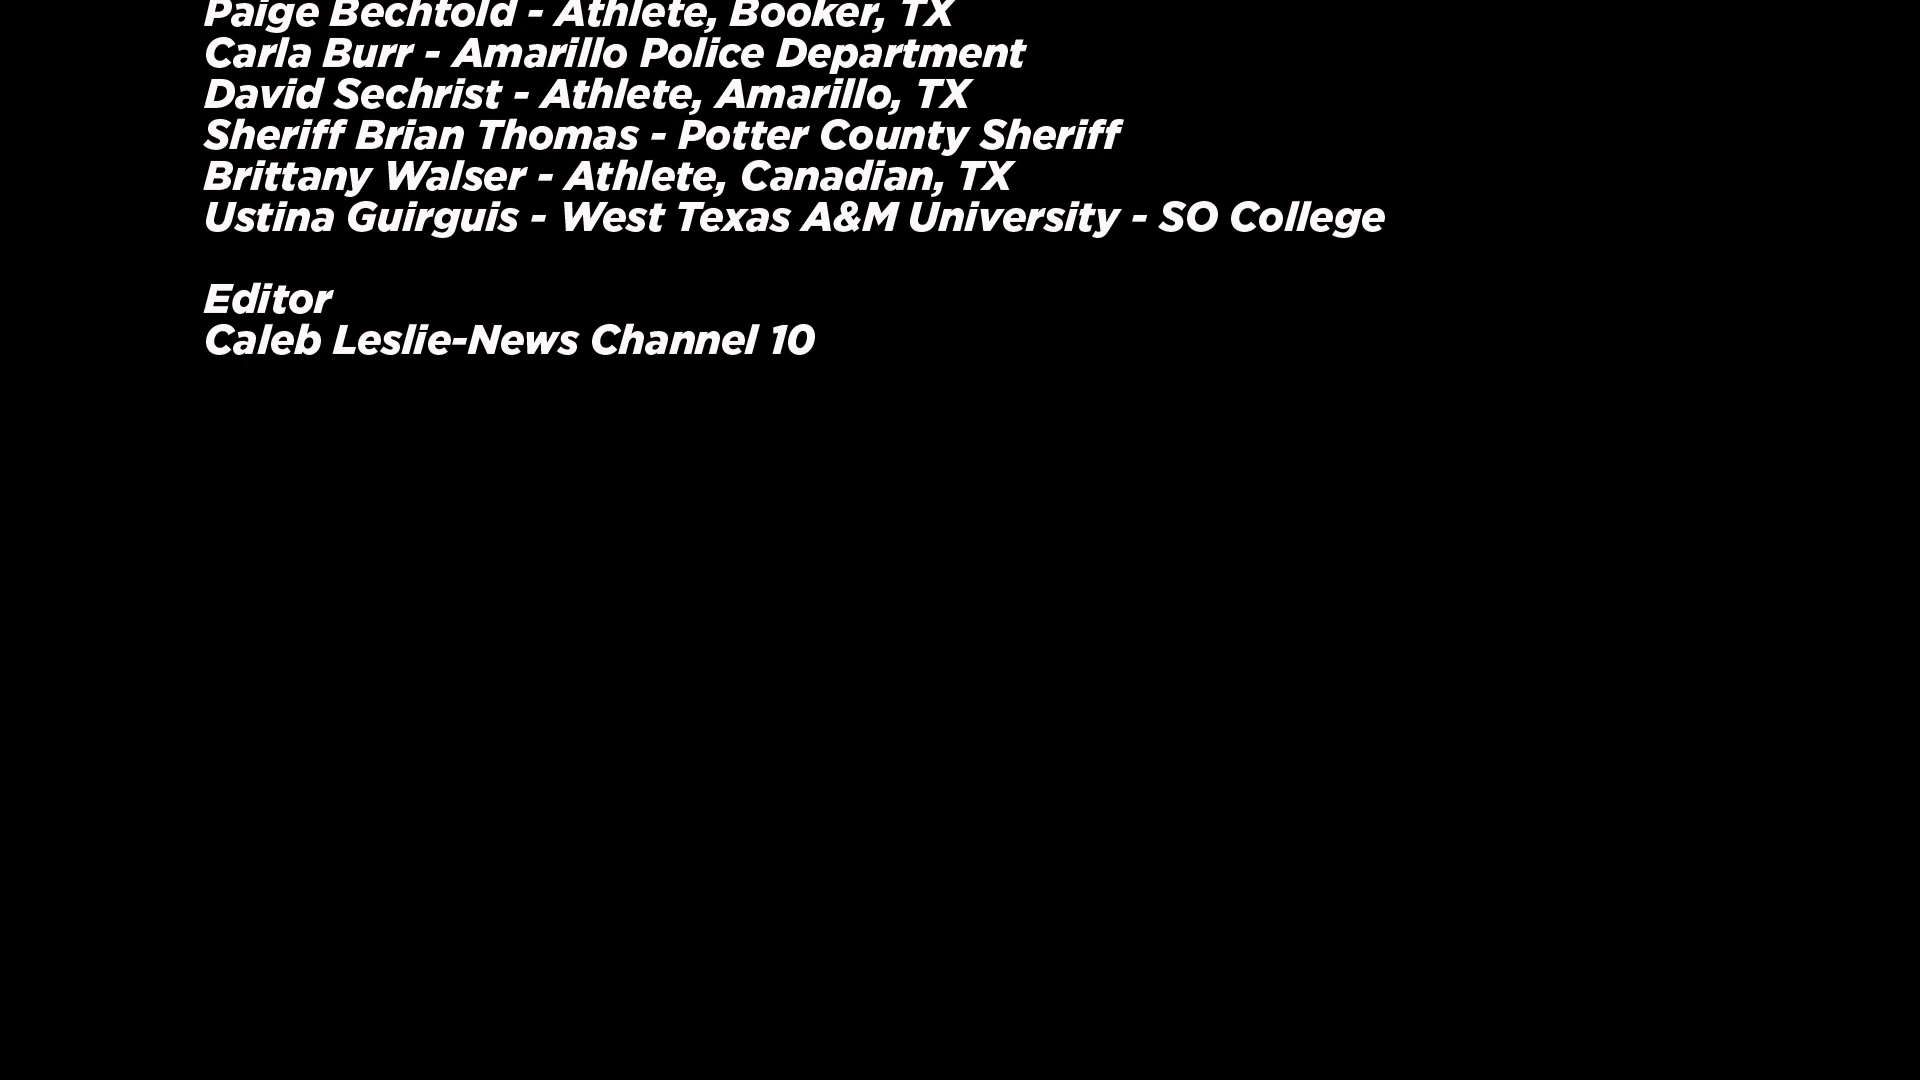 Paige Bechtold - Athlete, Booker, TX
Carla Burr - Amarillo Police Department
David Sechrist - Athlete, Amarillo, TX
Sheriff Brian Thomas - Potter County Sheriff
Brittany Walser - Athlete, Canadian, TX
Ustina Guirguis - West Texas A&M University - SO College
Editor
Caleb Leslie-News Channel 10